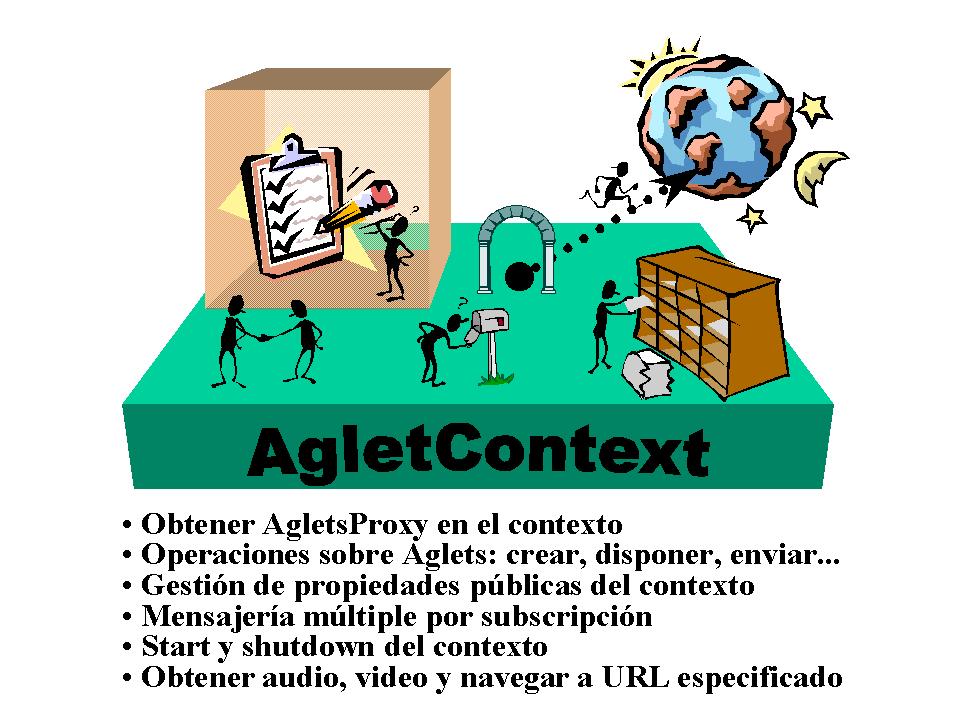 AgletContext
• Obtener AgletsProxy en el contexto
• Operaciones sobre Aglets: crear, disponer, enviar...
• Gestión de propiedades públicas del contexto
• Mensajería múltiple por subscripción
• Start y shutdown del contexto
• Obtener audio, video y navegar a URL especificado